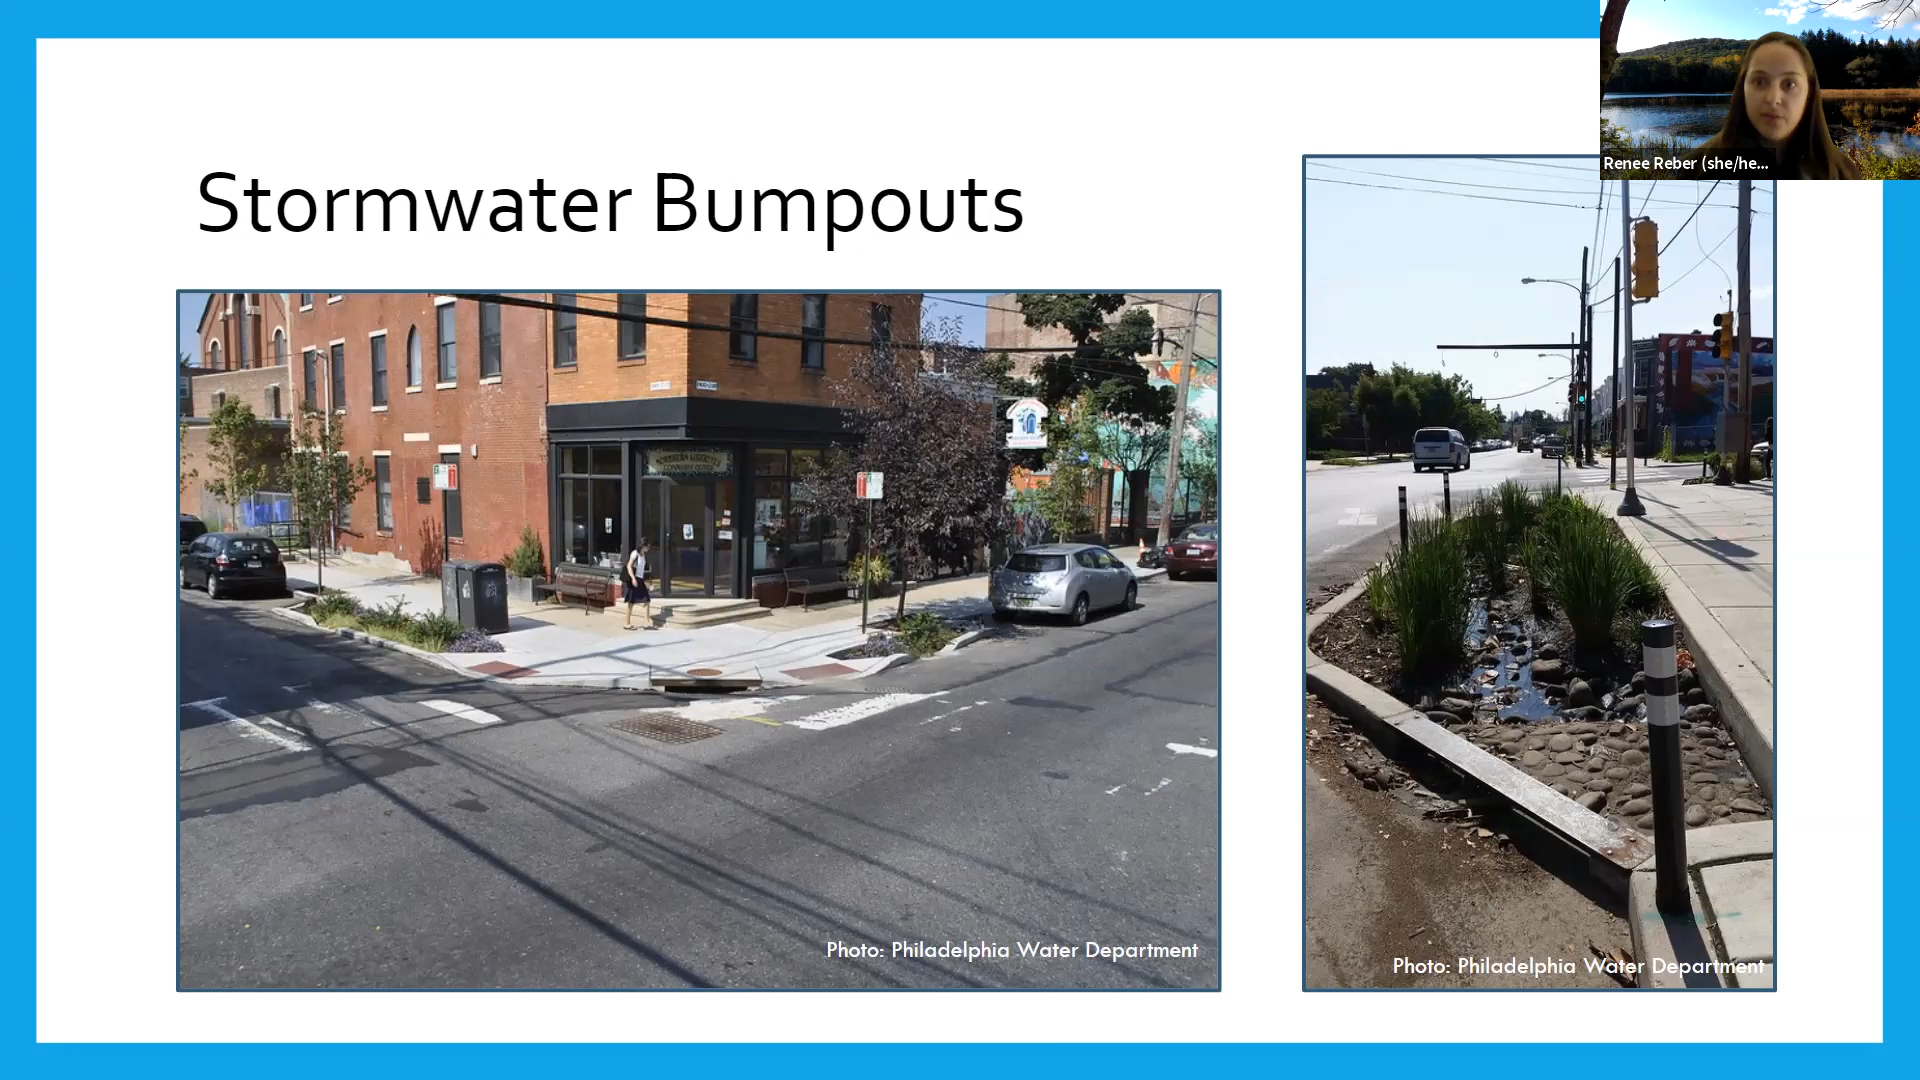 Renee Reber (she/he...
Stormwater Bumpouts
Photo: Philadelphia Water Department
Photo: Philadelphia Water Department